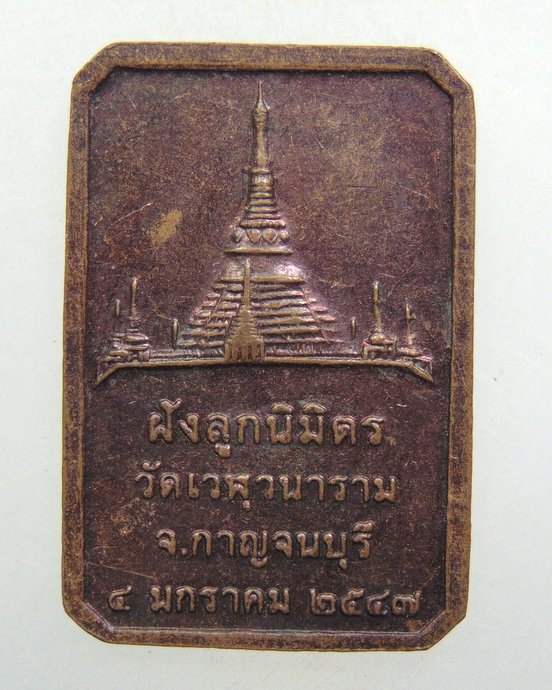 ฝังลูกนิมิตร
วัดเวฬุวนาราม
จ.กาญจนบุรี
๔ มกราคม ๒๕๔๗